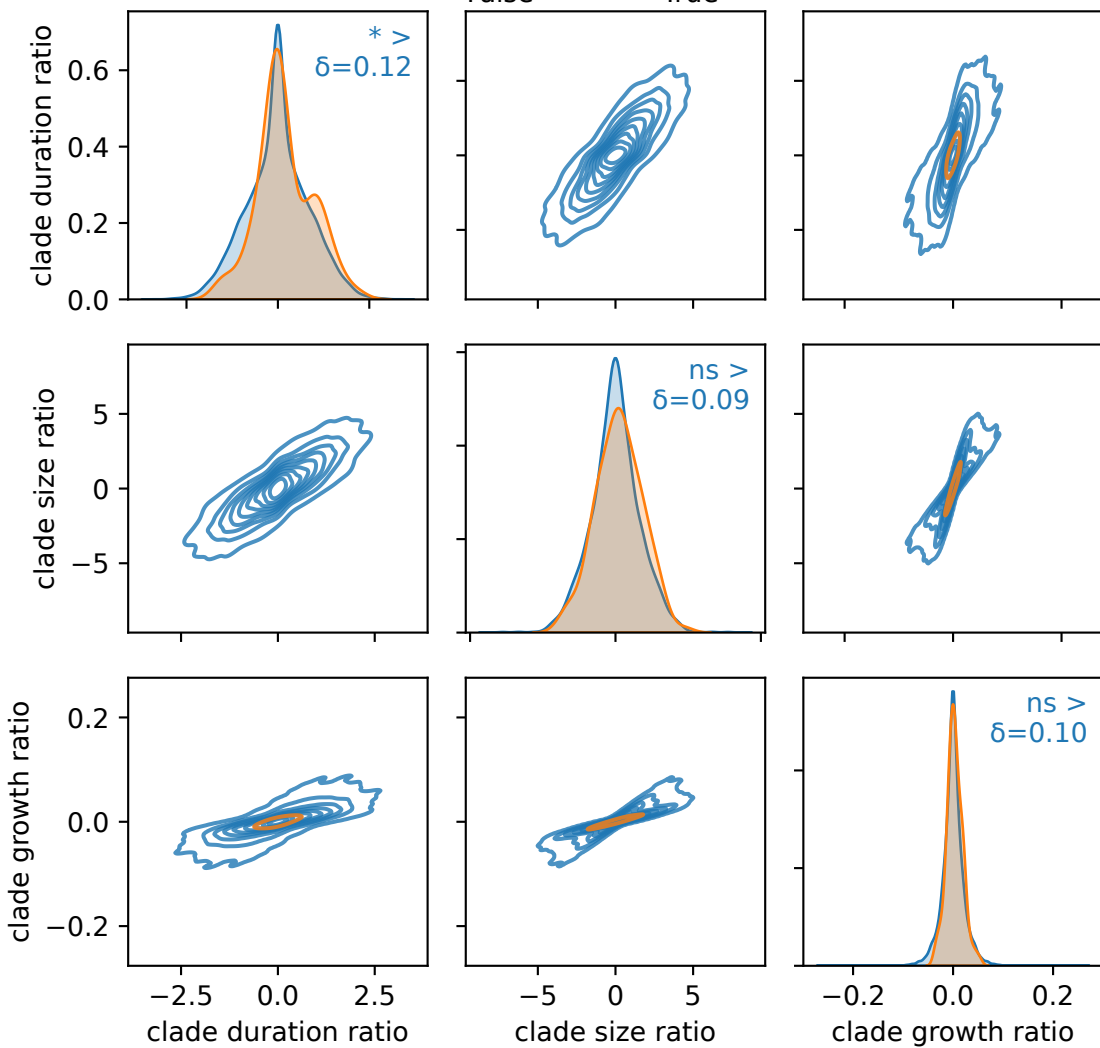 True
* >
δ=0.12
clade duration ratio
0.6
0.4
0.2
0.0
ns >
δ=0.09
clade size ratio
5
0
−5
ns >
δ=0.10
clade growth ratio
0.2
0.0
−0.2
−2.5 0.0 2.5 −5 0 5 −0.2 0.0 0.2
clade duration ratio clade size ratio clade growth ratio